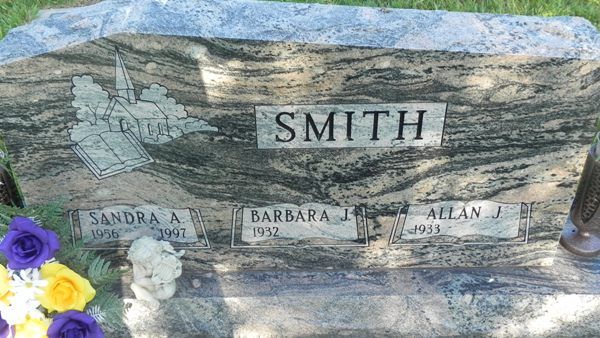 SMITH
SANDRA A.
1956 1997
BARBARA J.
1932
ALLAN J.
1933